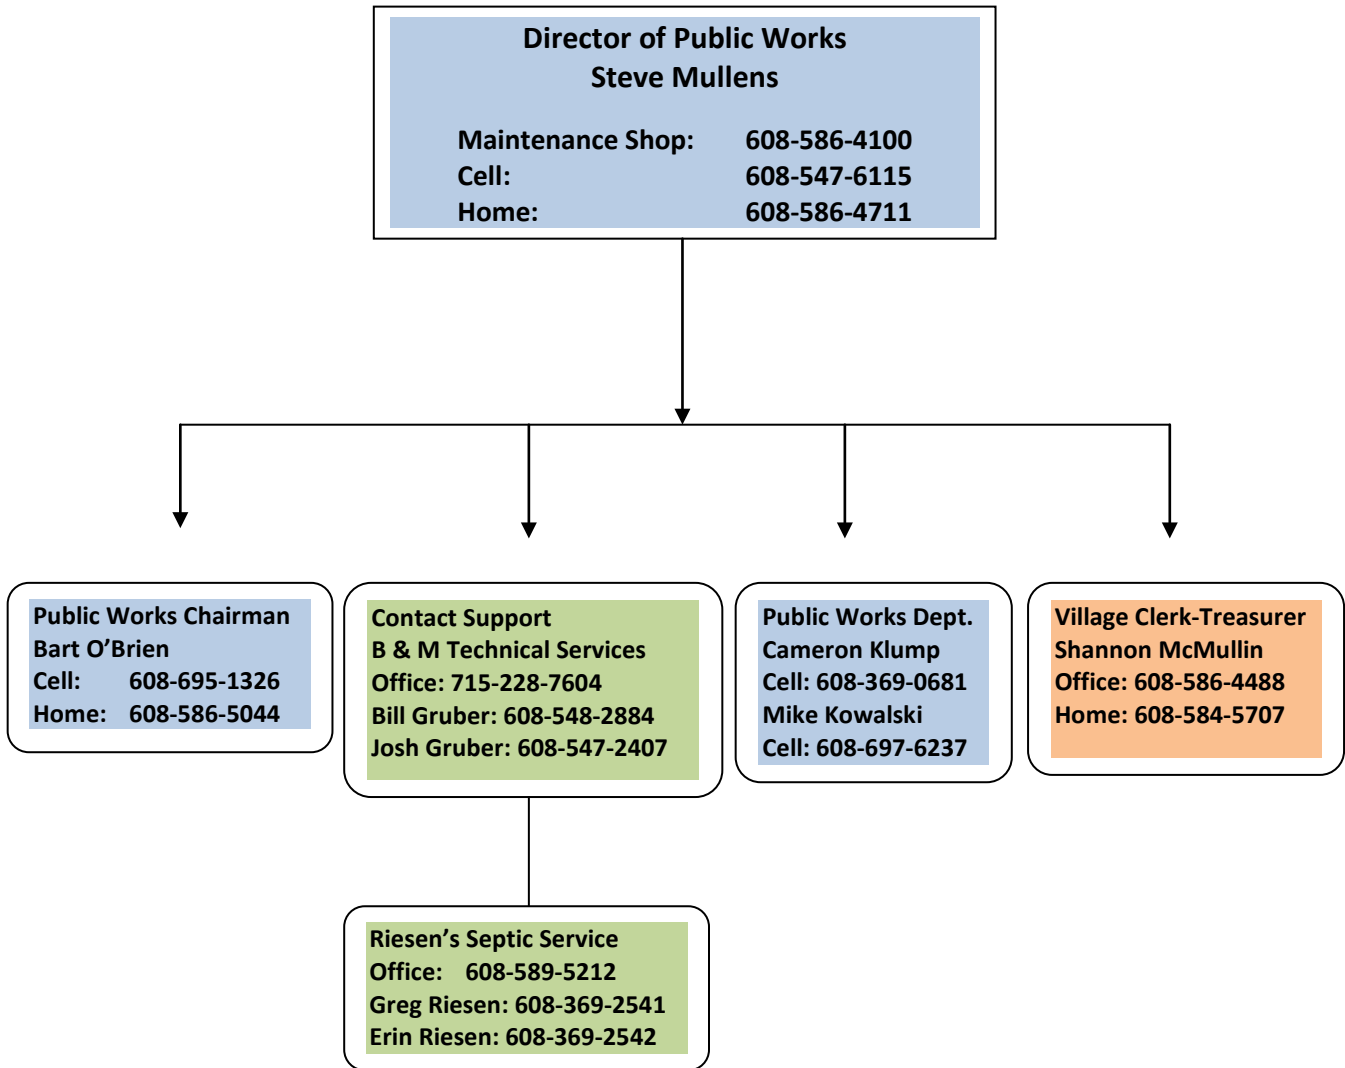 Director of Public Works
Steve Mullens
Maintenance Shop: 608-586-4100
Cell: 608-547-6115
Home: 608-586-4711
Public Works Chairman
Bart O’Brien
Cell: 608-695-1326
Home: 608-586-5044
Contact Support
B & M Technical Services
Office: 715-228-7604
Bill Gruber: 608-548-2884
Josh Gruber: 608-547-2407
Public Works Dept.
Cameron Klump
Cell: 608-369-0681
Mike Kowalski
Cell: 608-697-6237
Village Clerk-Treasurer
Shannon McMullin
Office: 608-586-4488
Home: 608-584-5707
Riesen’s Septic Service
Office: 608-589-5212
Greg Riesen: 608-369-2541
Erin Riesen: 608-369-2542